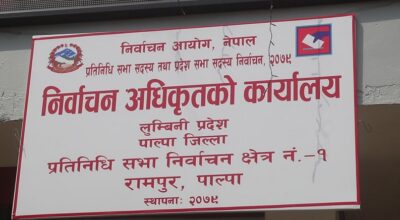 निर्वाचन आयोग, नेपाल
प्रतिनिधि सभा सदस्य तथा प्रदेश सभा सदस्य निर्वाचन, २०७९
निर्वाचन अधिकृतको कार्यालय
लुम्बिनी प्रदेश
पाल्पा जिल्ला
प्रतिनिधि सभा निर्वाचन क्षेत्र नं.-१
रामपुर, पाल्पा
स्थापनाः २०७९